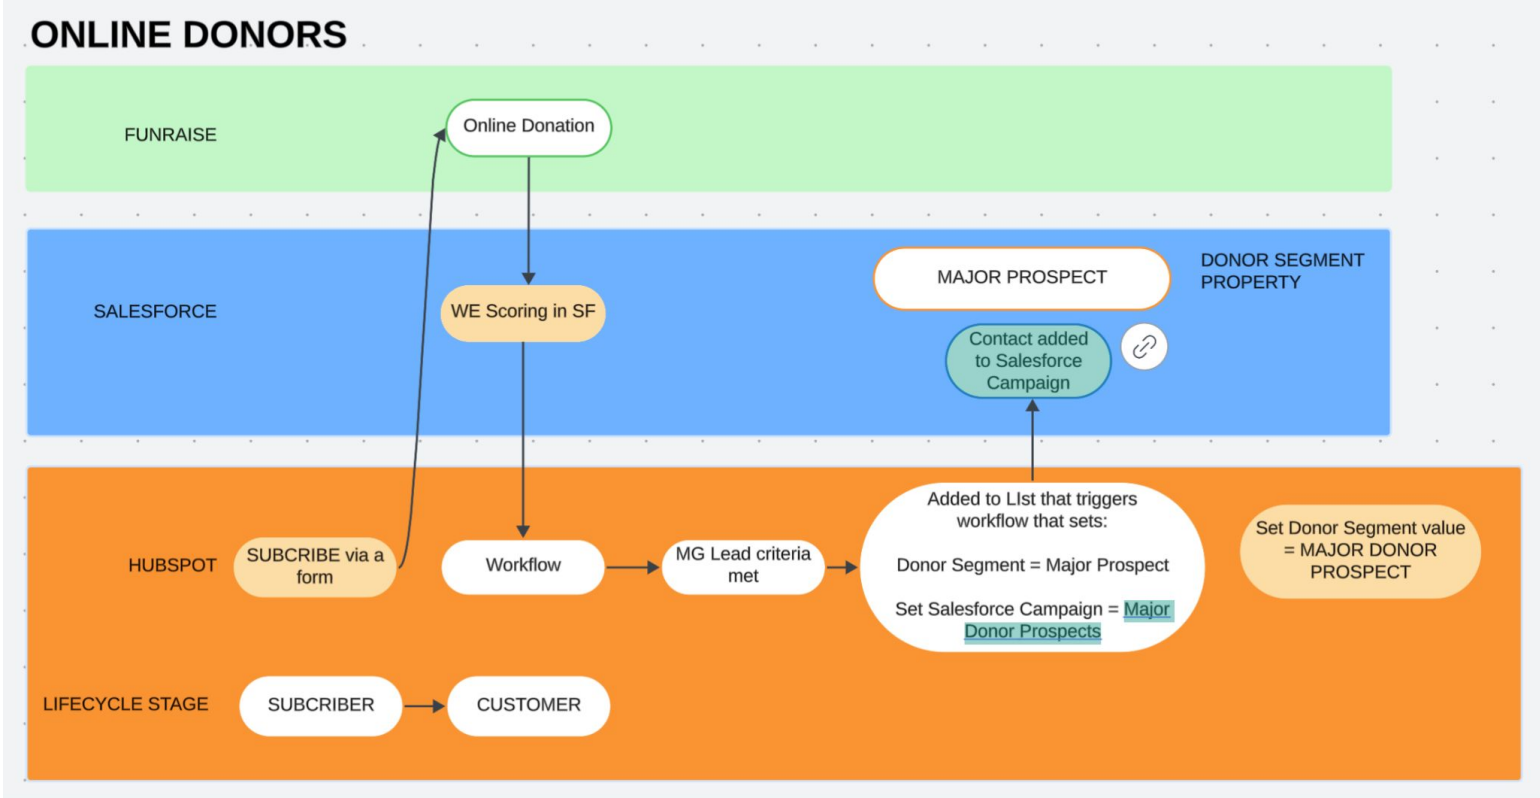 ONLINE DONORS
FUNRAISE
Online Donation
SALESFORCE
WE Scoring in SF
MAJOR PROSPECT
DONOR SEGMENT
PROPERTY
Contact added
to Salesforce
Campaign
HUBSPOT
SUBCRIBE via a
form
Workflow
MG Lead criteria
met
Added to LIst that triggers
workflow that sets:
Donor Segment = Major Prospect
Set Salesforce Campaign = Major
Donor Prospects
Set Donor Segment value
= MAJOR DONOR
PROSPECT
LIFECYCLE STAGE
SUBCRIBER
CUSTOMER